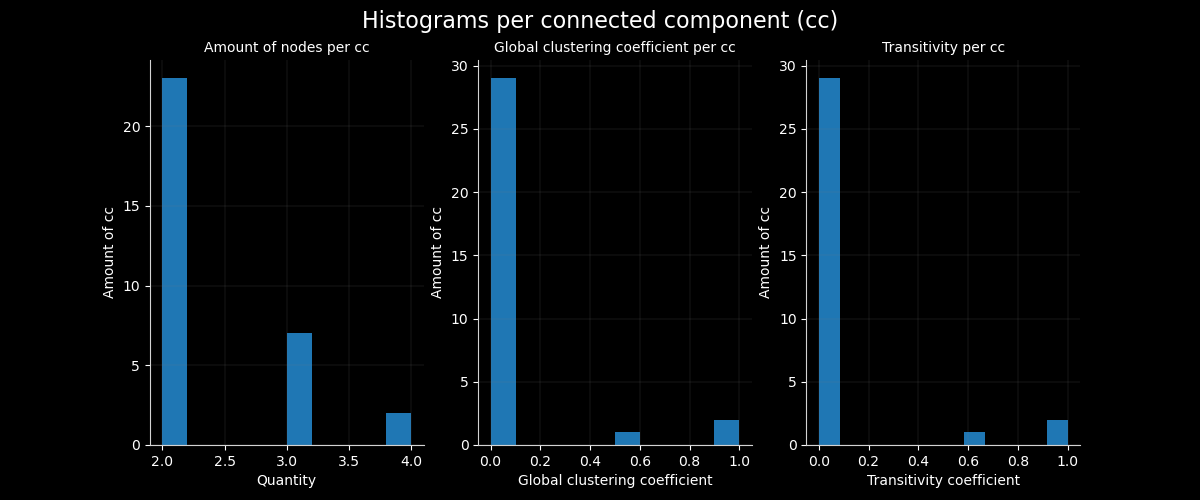 Histograms per connected component (cc)
Amount of nodes per cc
Amount of cc
20
15
10
5
0
2.0 2.5 3.0 3.5 4.0
Quantity
Global clustering coefficient per cc
Amount of cc
30
25
20
15
10
5
0
0.0 0.2 0.4 0.6 0.8 1.0
Global clustering coefficient
Transitivity per cc
Amount of cc
30
25
20
15
10
5
0
0.0 0.2 0.4 0.6 0.8 1.0
Transitivity coefficient